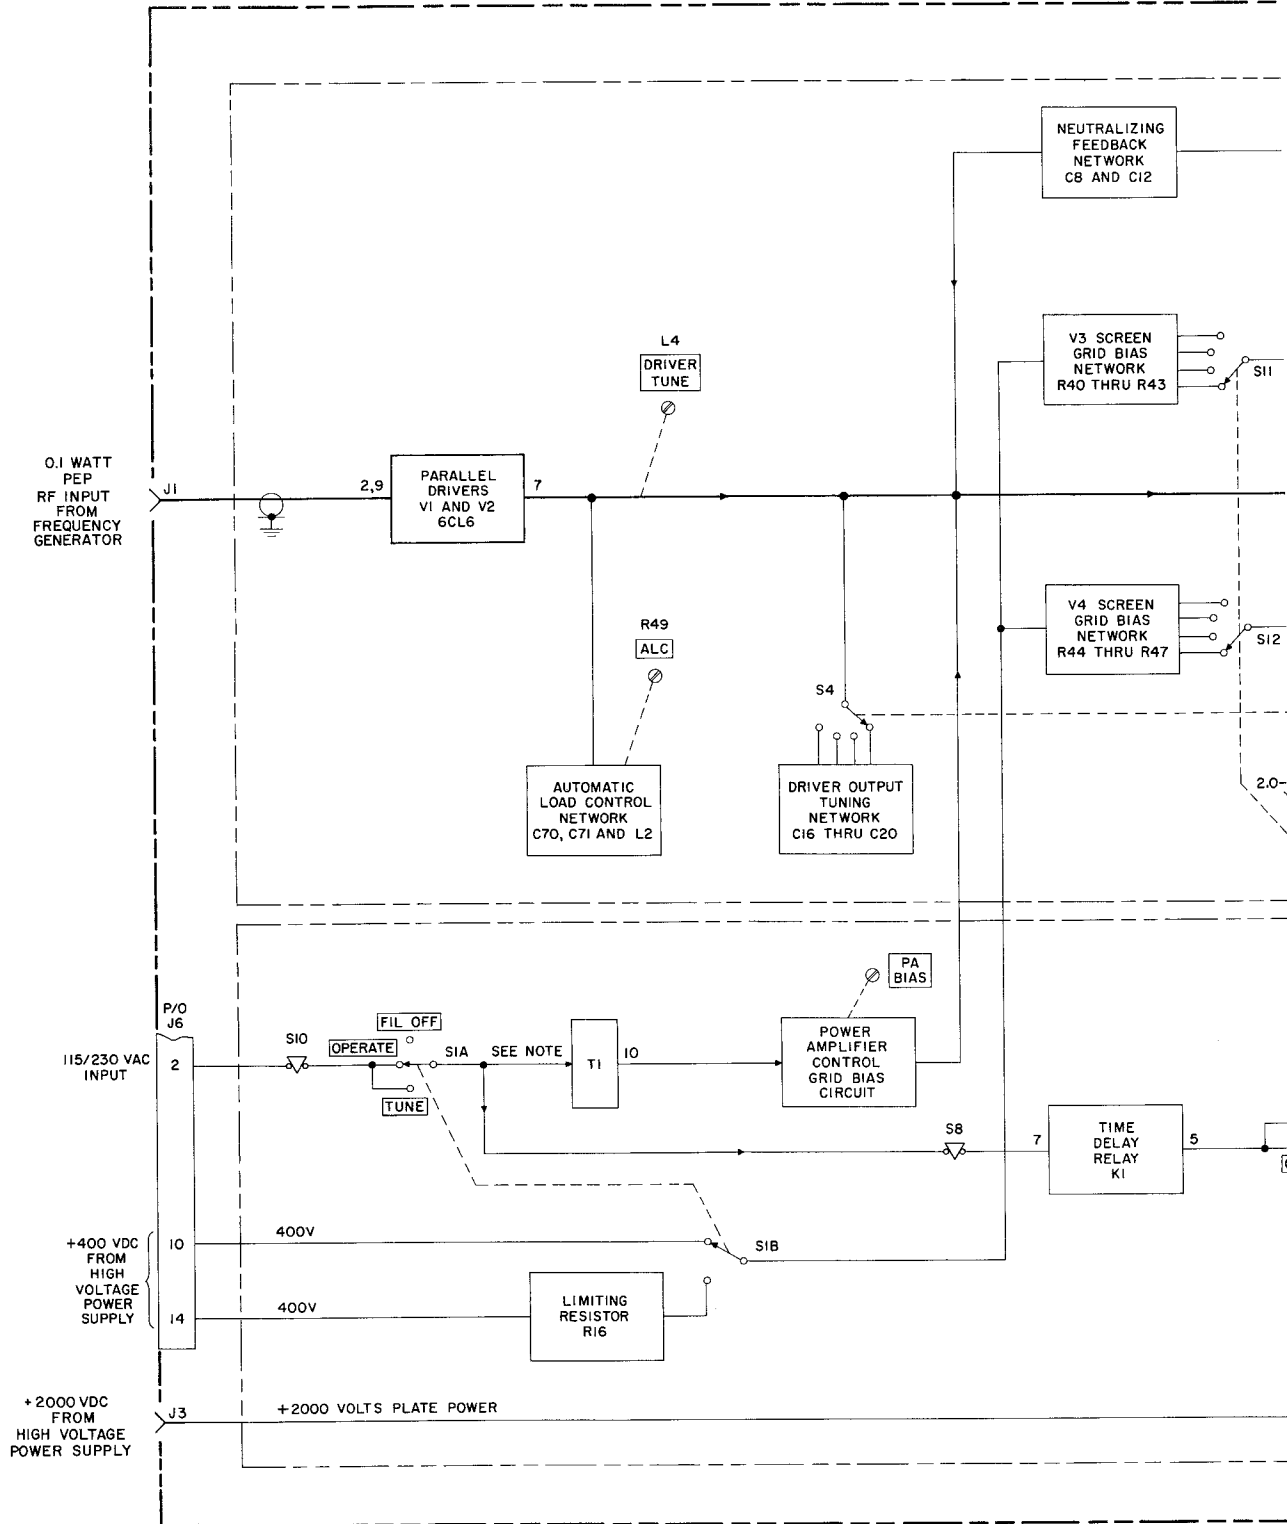 NEUTRALIZING
FEEDBACK
NETWORK
C8 AND C12
V3 SCREEN
GRID BIAS
NETWORK
R40 THRU R43
S11
L4
DRIVER
TUNE
0.1 WATT
PEP
RF INPUT
FROM
FREQUENCY
GENERATOR
J1
2,9
PARALLEL
DRIVERS
V1 AND V2
6CL6
7
V4 SCREEN
GRID BIAS
NETWORK
R44 THRU R47
S12
R49
ALC
S4
AUTOMATIC
LOAD CONTROL
NETWORK
C70, C71 AND L2
DRIVER OUTPUT
TUNING
NETWORK
C16 THRU C20
2.0-
PA
BIAS
P/O
J6
115/230 VAC
INPUT
2
S10
OPERATE
FIL OFF
TUNE
S1A
SEE NOTE
T1
10
POWER
AMPLIFIER
CONTROL
GRID BIAS
CIRCUIT
S8
7
TIME
DELAY
RELAY
K1
5
+400 VDC
FROM
HIGH
VOLTAGE
POWER
SUPPLY
10
400V
S1B
14
400V
LIMITING
RESISTOR
R16
+2000 VDC
FROM
HIGH VOLTAGE
POWER SUPPLY
J3
+2000 VOLTS PLATE POWER